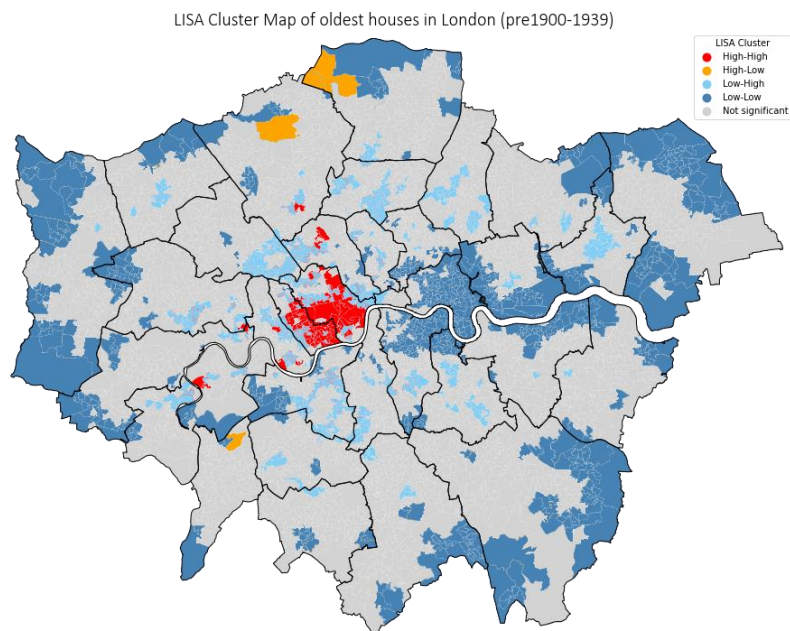 LISA Cluster Map of oldest houses in London (pre1900-1939)
LISA Cluster
High-High
High-Low
Low-High
Low-Low
Not significant